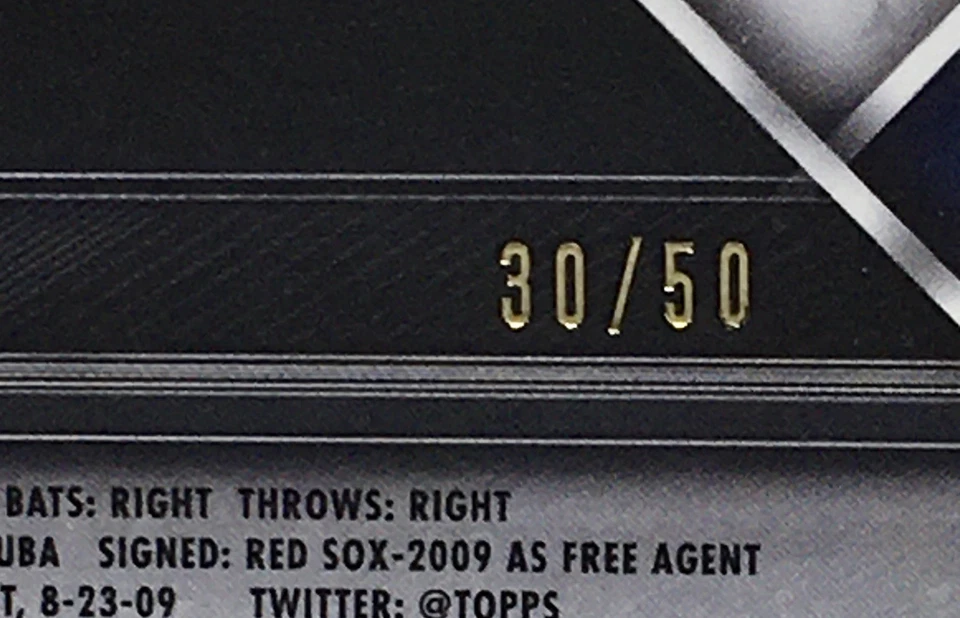 30/50
BATS: RIGHT THROWS: RIGHT
UBA SIGNED: RED SOX-2009 AS FREE AGENT
T, 8-23-09 TWITTER: @TOPPS